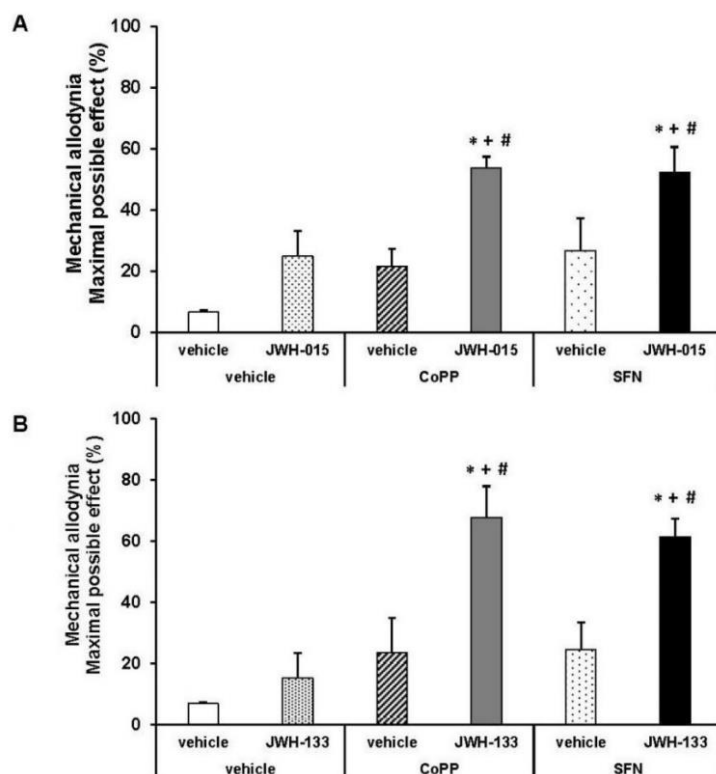 A
Mechanical allodynia
Maximal possible effect (%)
100
80
60
40
20
0
* + #
* + #
vehicle JWH-015 vehicle JWH-015 vehicle JWH-015
vehicle CoPP SFN
B
Mechanical allodynia
Maximal possible effect (%)
100
80
60
40
20
0
* + #
* + #
vehicle JWH-133 vehicle JWH-133 vehicle JWH-133
vehicle CoPP SFN